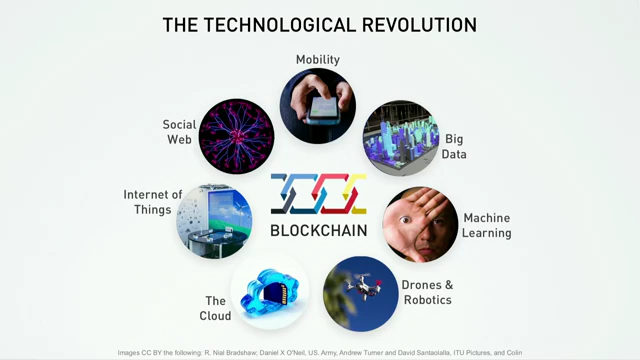 THE TECHNOLOGICAL REVOLUTION
Mobility
Social
Web
Big
Data
Internet of
Things
BLOCKCHAIN
Machine
Learning
The
Cloud
Drones &
Robotics
Images CC BY the following: R, Nial Bradshaw; Daniel X O'Neil, US. Army, Andrew Turner and David Santaolalla, ITU Pictures, and Colin